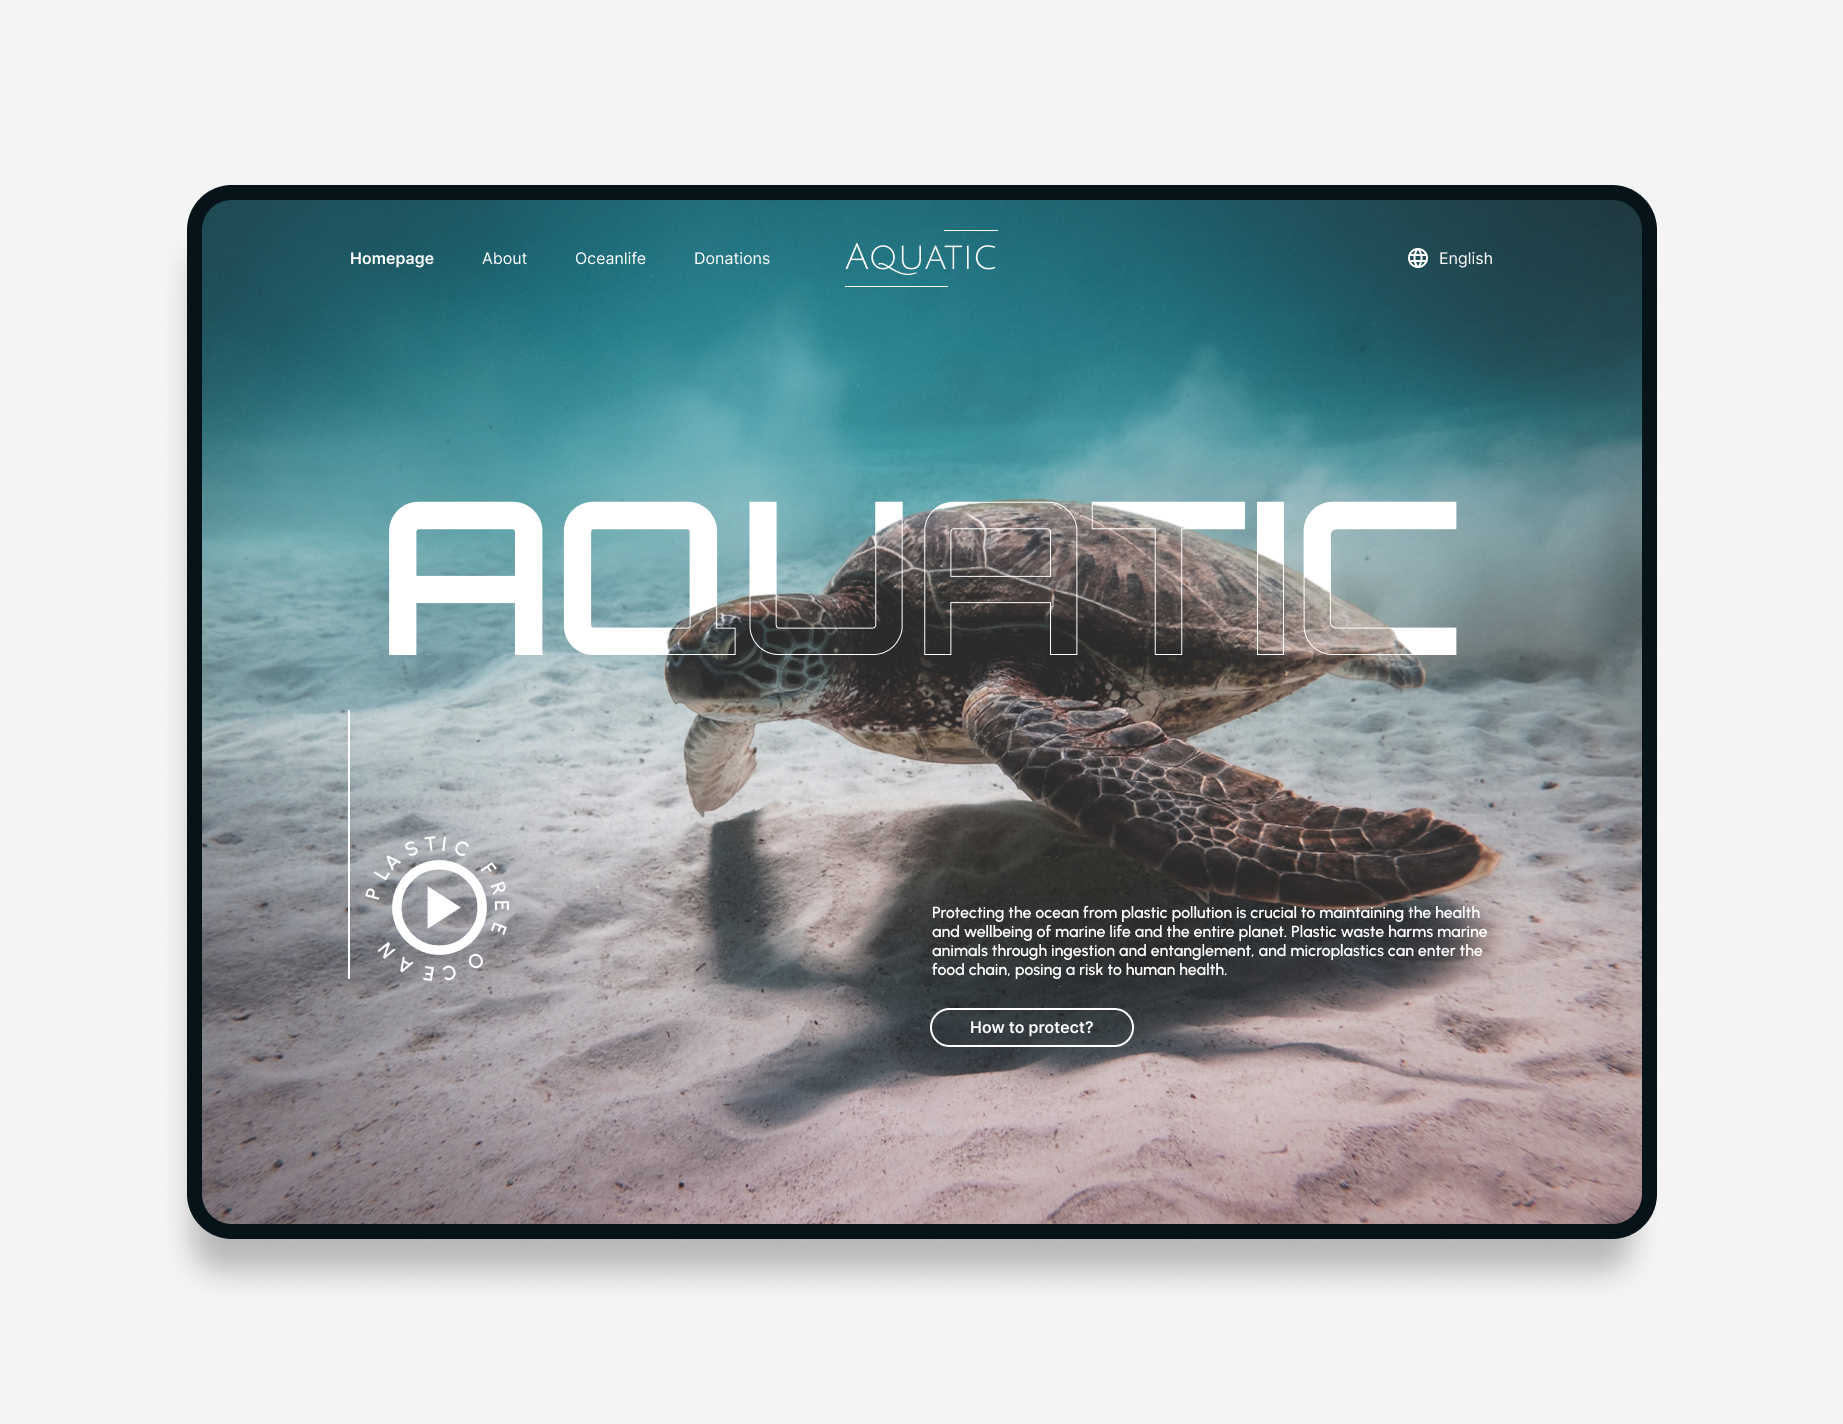 Homepage
About
Oceanlife
Donations
AQUATIC
English
AQUATIC
PLASTIC FREE OCEAN
Protecting the ocean from plastic pollution is crucial to maintaining the health
and wellbeing of marine life and the entire planet. Plastic waste harms marine
animals through ingestion and entanglement, and microplastics can enter the
food chain, posing a risk to human health.
How to protect?